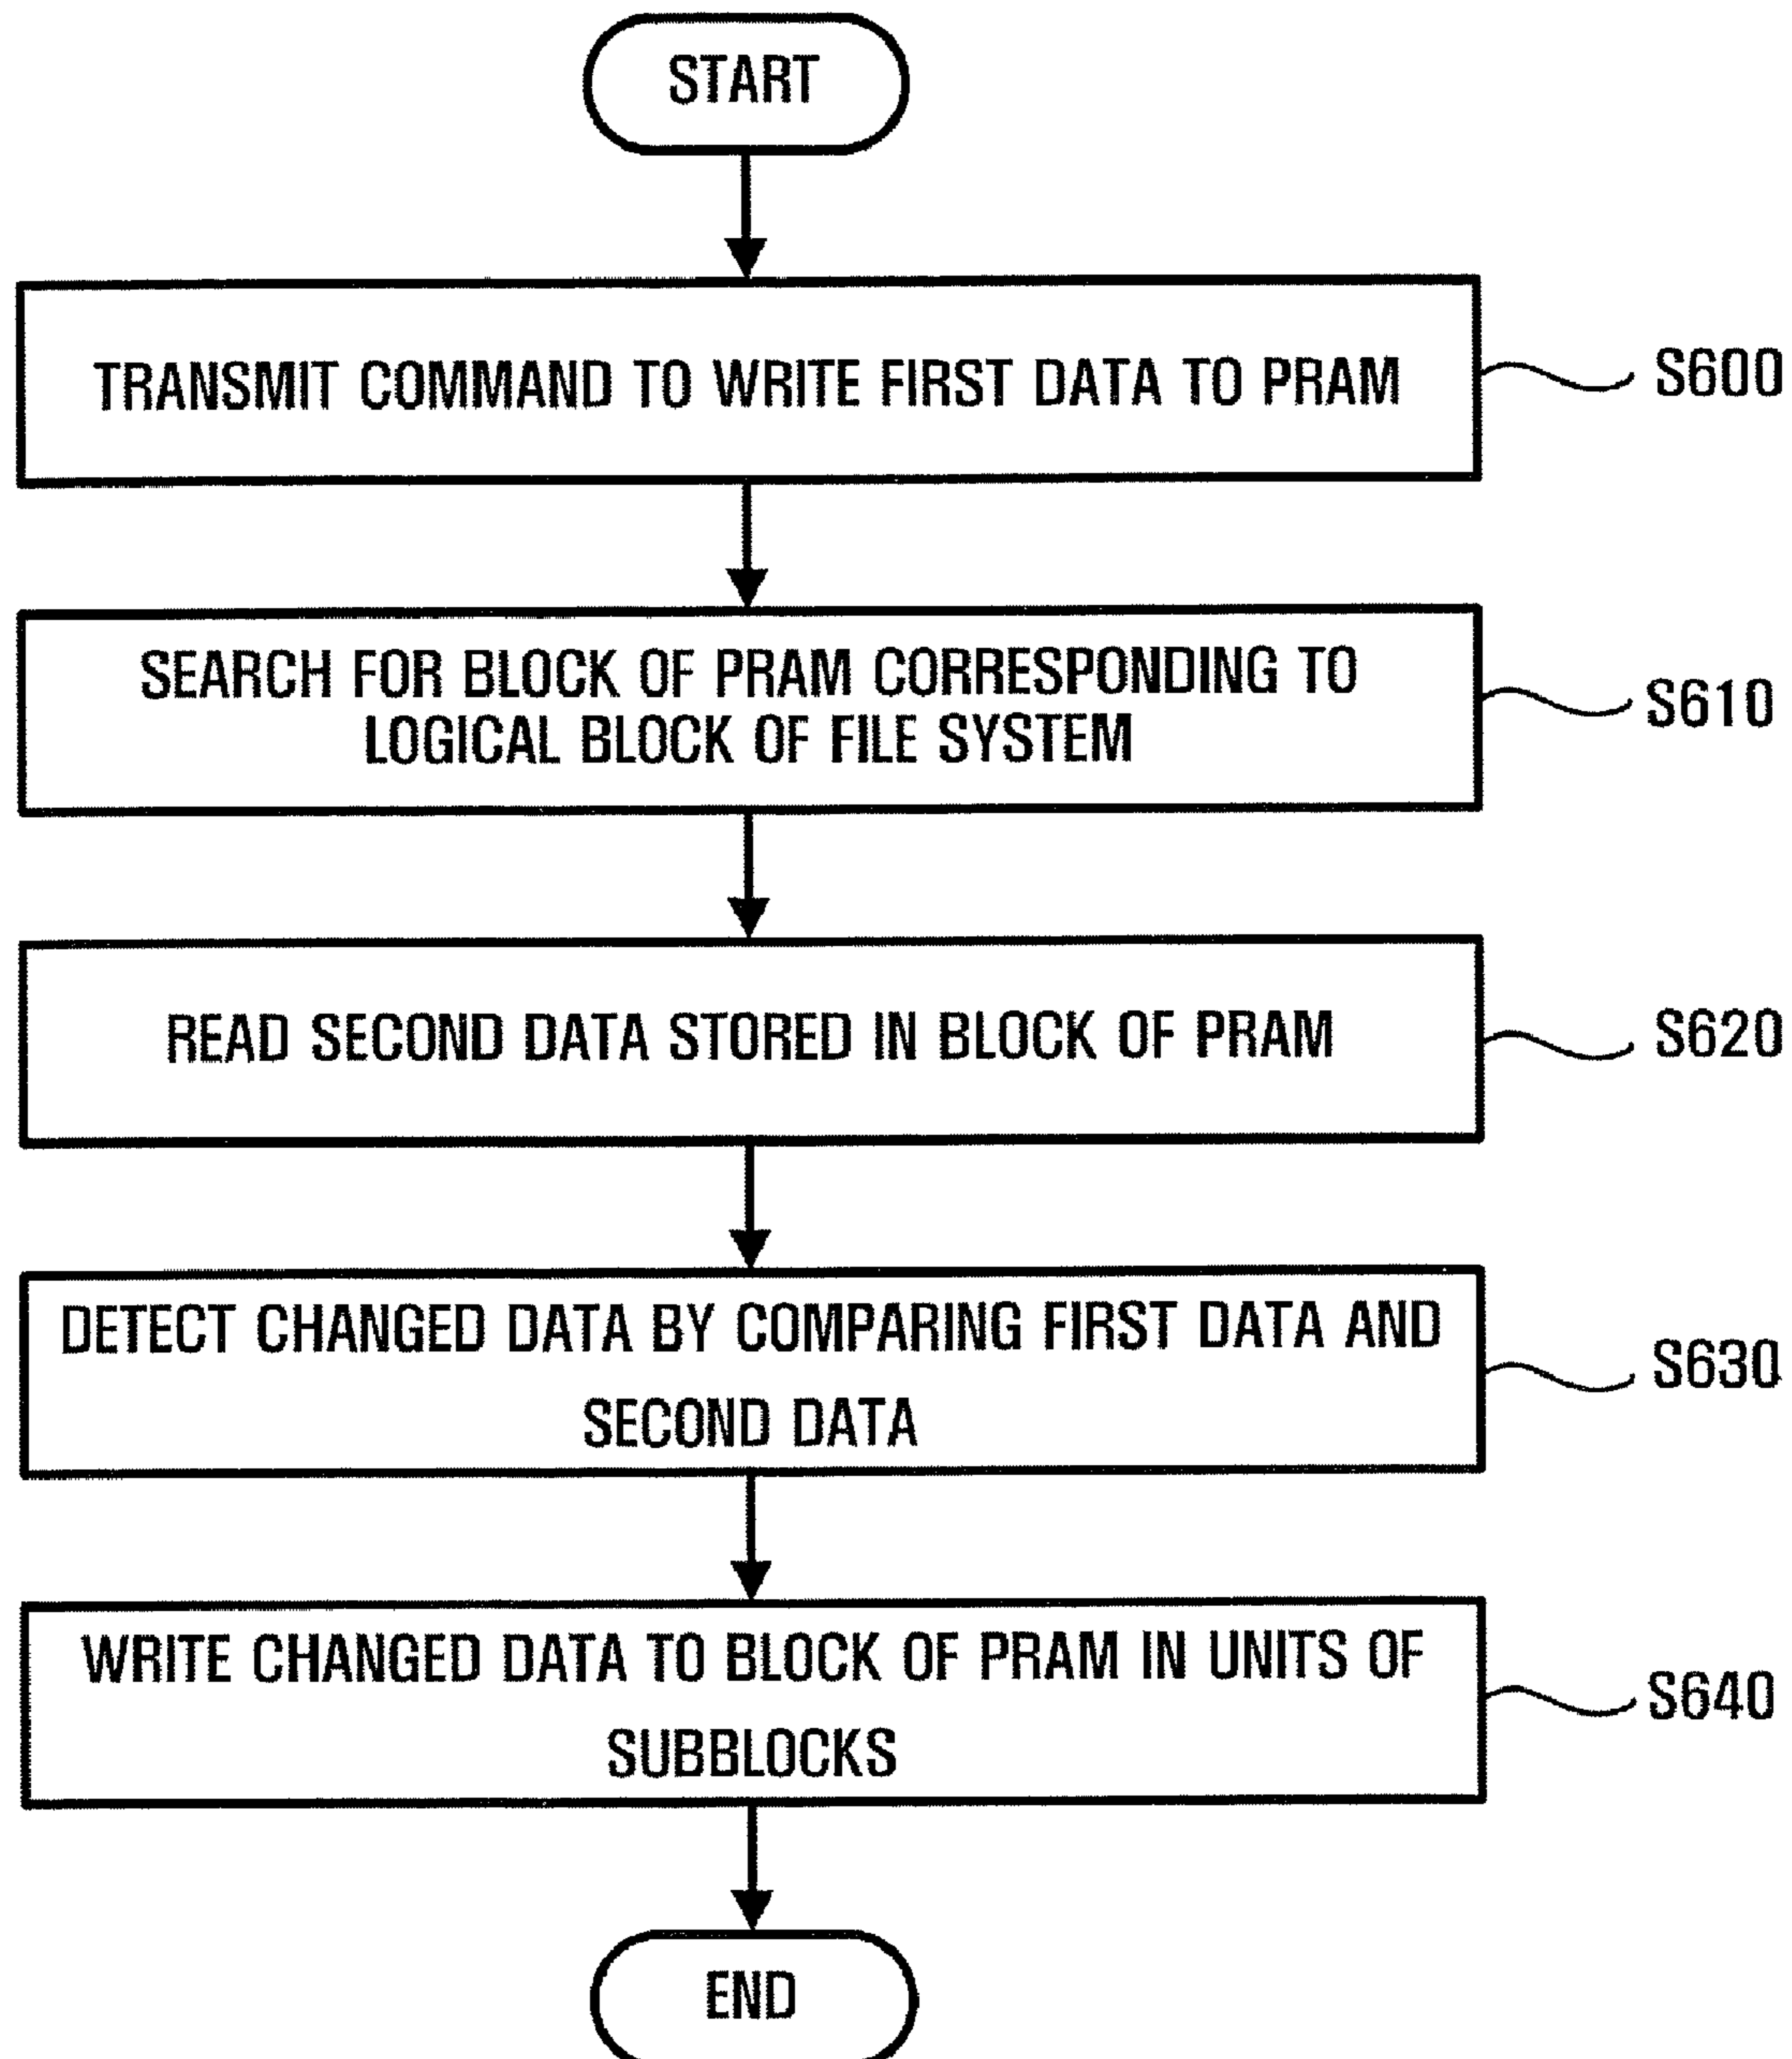 START
TRANSMIT COMMAND TO WRITE FIRST DATA TO PRAM
S600
SEARCH FOR BLOCK OF PRAM CORRESPONDING TO
LOGICAL BLOCK OF FILE SYSTEM
S610
READ SECOND DATA STORED IN BLOCK OF PRAM
S620
DETECT CHANGED DATA BY COMPARING FIRST DATA AND
SECOND DATA
S630
WRITE CHANGED DATA TO BLOCK OF PRAM IN UNITS OF
SUBBLOCKS
S640
END